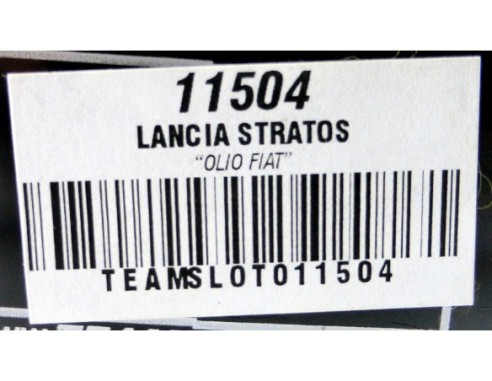 11504
LANCIA STRATOS
"OLIO FIAT"
TEAMSLOT011504